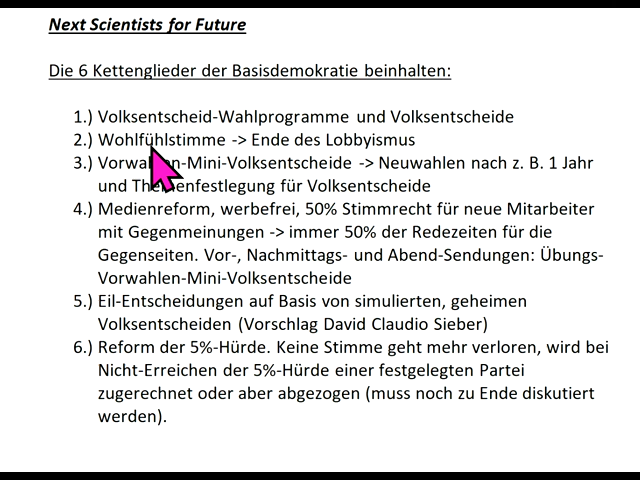 Next Scientists for Future
Die 6 Kettenglieder der Basisdemokratie beinhalten:
1.) Volksentscheid-Wahlprogramme und Volksentscheide
2.) Wohlfühlstimme -> Ende des Lobbyismus
3.) Vorwahlen-Mini-Volksentscheide -> Neuwahlen nach z. B. 1 Jahr
und Themenfestlegung für Volksentscheide
4.) Medienreform, werbefrei, 50% Stimmrecht für neue Mitarbeiter
mit Gegenmeinungen -> immer 50% der Redezeiten für die
Gegenseiten. Vor-, Nachmittags- und Abend-Sendungen: Übungs-
Vorwahlen-Mini-Volksentscheide
5.) Eil-Entscheidungen auf Basis von simulierten, geheimen
Volksentscheiden (Vorschlag David Claudio Sieber)
6.) Reform der 5%-Hürde. Keine Stimme geht mehr verloren, wird bei
Nicht-Erreichen der 5%-Hürde einer festgelegten Partei
zugerechnet oder aber abgezogen (muss noch zu Ende diskutiert
werden).